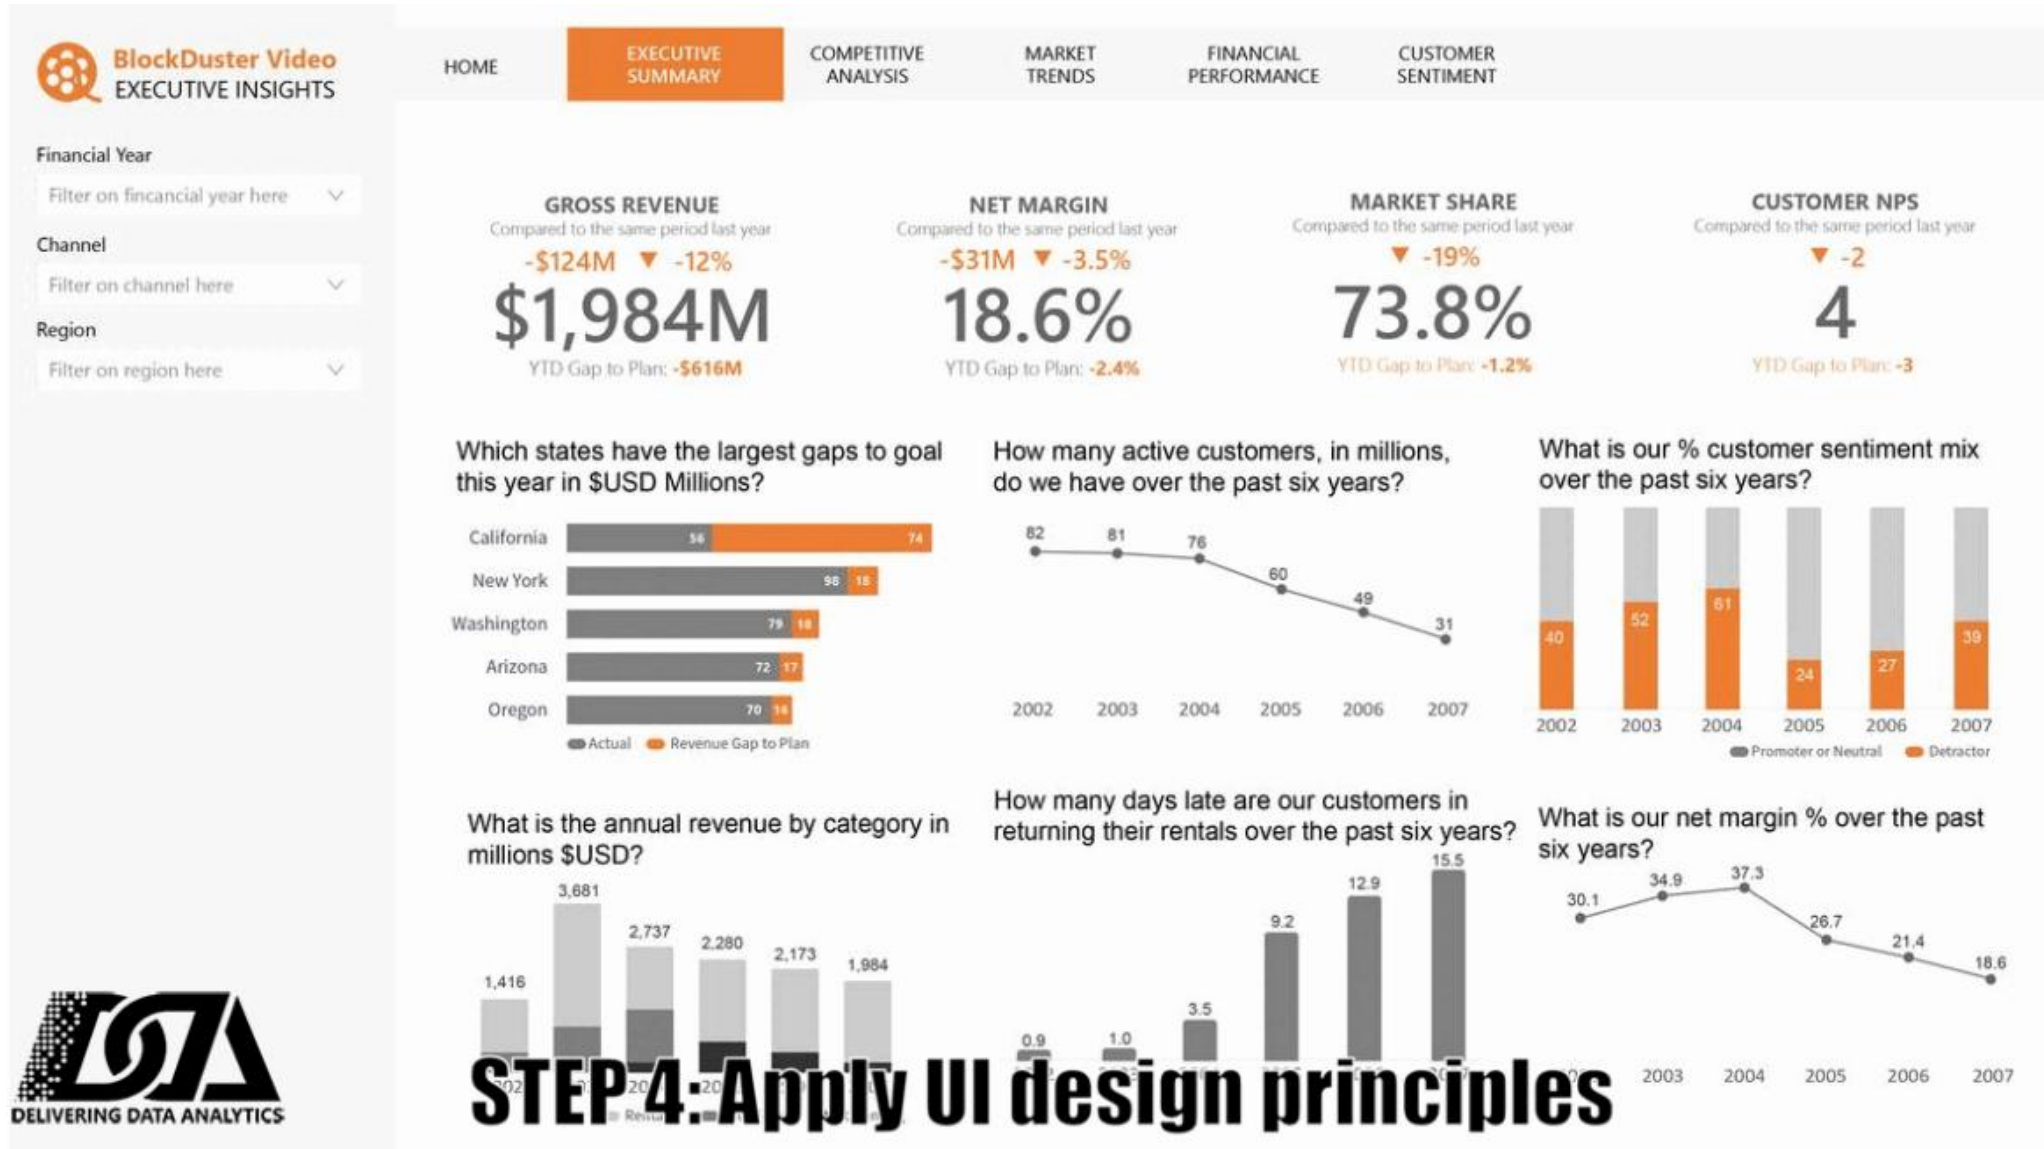 BlockDuster Video
EXECUTIVE INSIGHTS
HOME
EXECUTIVE
SUMMARY
COMPETITIVE
ANALYSIS
MARKET
TRENDS
FINANCIAL
PERFORMANCE
CUSTOMER
SENTIMENT
Financial Year
Filter on fincancial year here
Channel
Filter on channel here
Region
Filter on region here
GROSS REVENUE
Compared to the same period last year
-$124M ▼ -12%
$1,984M
YTD Gap to Plan: -$616M
NET MARGIN
Compared to the same period last year
-$31M ▼ -3.5%
18.6%
YTD Gap to Plan: -2.4%
MARKET SHARE
Compared to the same period last year
▼ -19%
73.8%
YTD Gap to Plan: -1.2%
CUSTOMER NPS
Compared to the same period last year
▼ -2
4
YTD Gap to Plan: -3
Which states have the largest gaps to goal
this year in $USD Millions?
California 56 74
New York 98 18
Washington 79 18
Arizona 72 17
Oregon 70 16
Actual Revenue Gap to Plan
How many active customers, in millions,
do we have over the past six years?
82 81 76 60 49 31
2002 2003 2004 2005 2006 2007
What is our % customer sentiment mix
over the past six years?
40 52 61 24 27 39
2002 2003 2004 2005 2006 2007
Promoter or Neutral Detractor
What is the annual revenue by category in
millions $USD?
1,416 3,681 2,737 2,280 2,173 1,984
How many days late are our customers in
returning their rentals over the past six years?
0.9 1.0 3.5 9.2 12.9 15.5
What is our net margin % over the past
six years?
30.1 34.9 37.3 26.7 21.4 18.6
2003 2004 2005 2006 2007
STEP 4: Apply UI design principles
DDA
DELIVERING DATA ANALYTICS